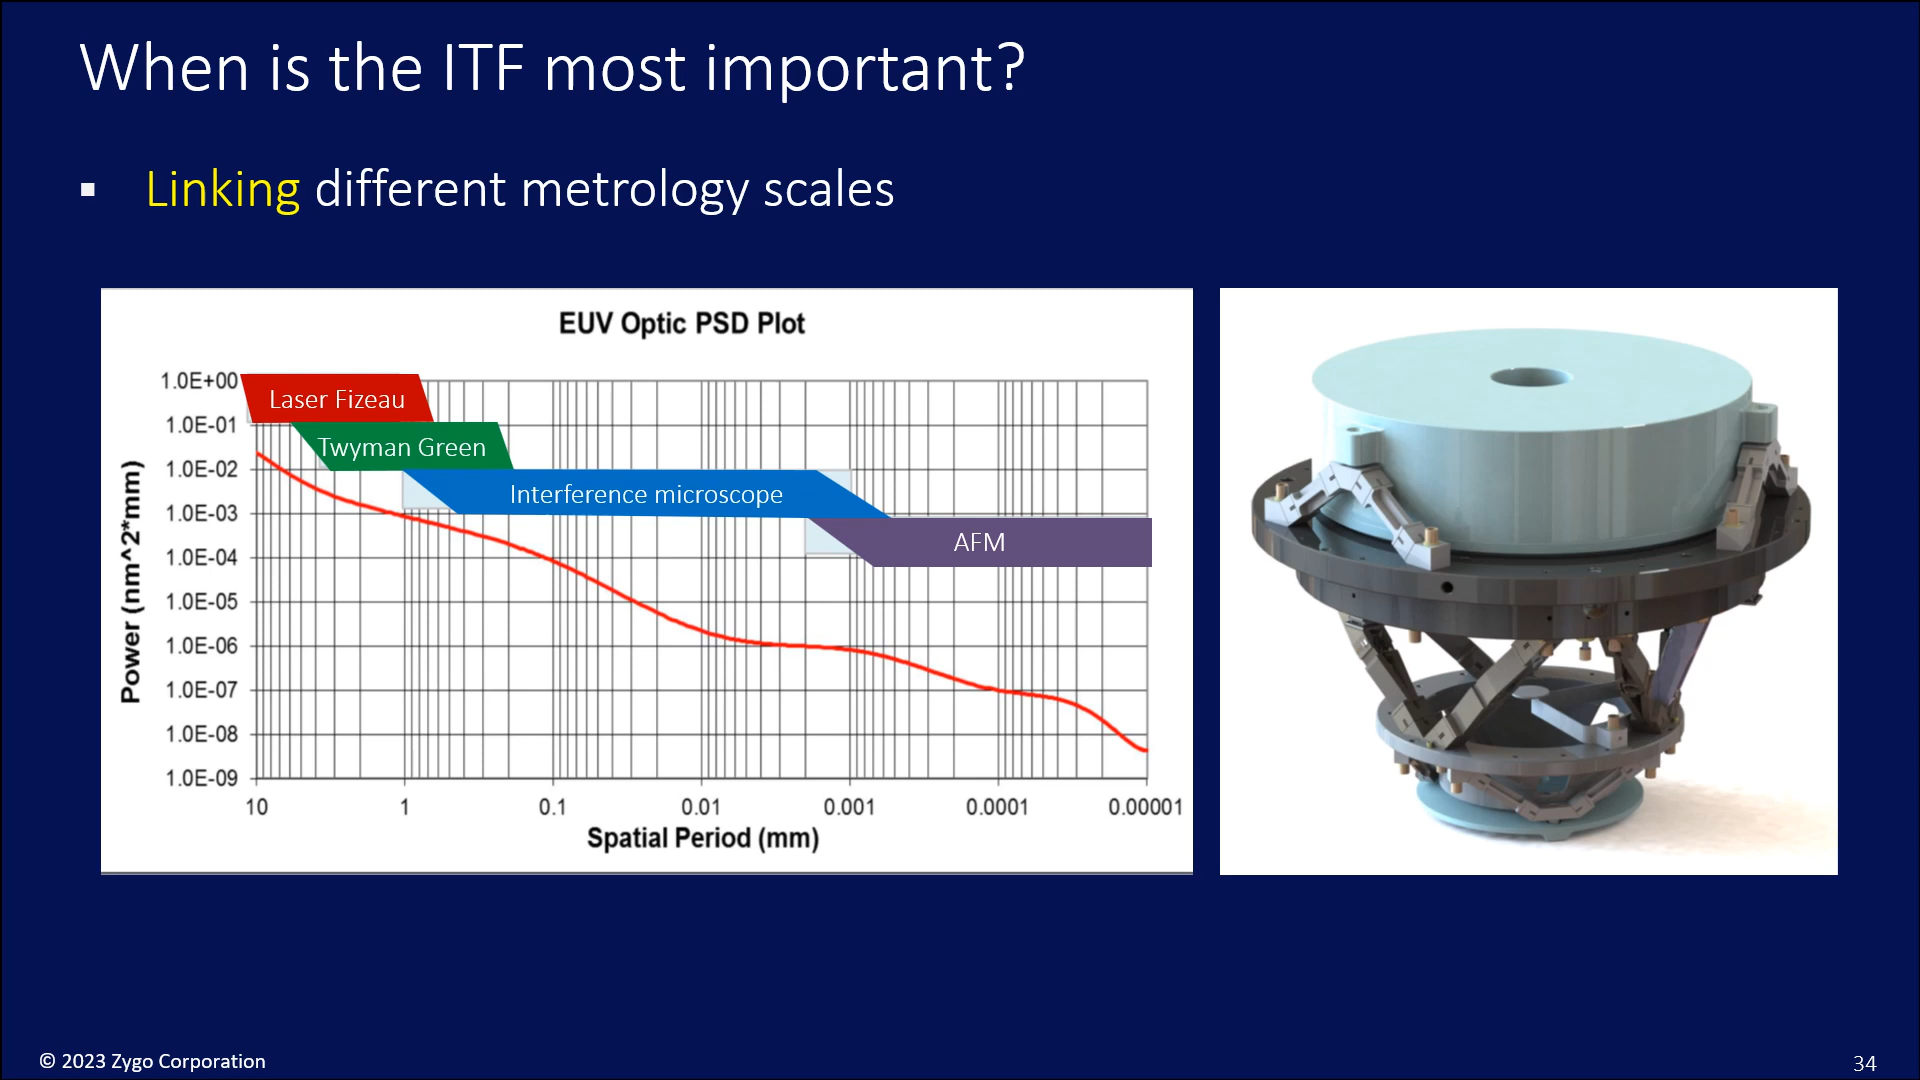 When is the ITF most important?
▪ Linking different metrology scales
EUV Optic PSD Plot
Power (nm^2*mm)
1.0E+00
1.0E-01
1.0E-02
1.0E-03
1.0E-04
1.0E-05
1.0E-06
1.0E-07
1.0E-08
1.0E-09
Laser Fizeau
Twyman Green
Interference microscope
AFM
10 1 0.1 0.01 0.001 0.0001 0.00001
Spatial Period (mm)
© 2023 Zygo Corporation
34